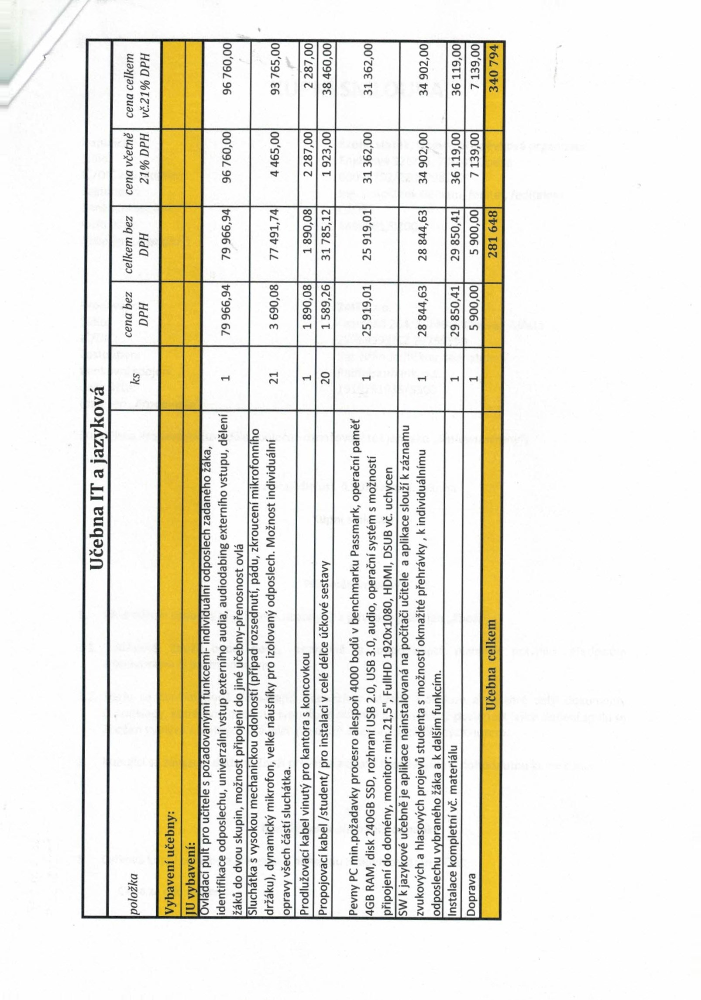 Učebna IT a jazyková
položka ks cena bez DPH celkem bez DPH cena včetně 21% DPH cena celkem vč.21% DPH
Vybavení učebny:
JU vybavení:
Ovládací pult pro učitele s požadovanými funkcemi- individuální odposlech zadaného žáka,
identifikace odposlechu, univerzální vstup externího audia, audiodabing externího vstupu, dělení
žáků do dvou skupin, možnost připojení do jiné učebny-přenosnost ovlá
1 79 966,94 79 966,94 96 760,00 96 760,00
Sluchátka s vysokou mechanickou odolností (případ rozsednutí, pádu, zkroucení mikrofonního
držáku), dynamický mikrofon, velké náušníky pro izolovaný odposlech. Možnost individuální
opravy všech částí sluchátka.
21 3 690,08 77 491,74 4 465,00 93 765,00
Prodlužovací kabel vinutý pro kantora s koncovkou 1 1 890,08 1 890,08 2 287,00 2 287,00
Propojovací kabel /student/ pro instalaci celé délce účkové sestavy 20 1 589,26 31 785,12 1 923,00 38 460,00
Pevny PC min.požadavky procesro alespoň 4000 bodů v benchmarku Passmark, operační paměť
4GB RAM, disk 240GB SSD, rozhraní USB 2.0, USB 3.0, audio, operační systén s možností
připojení do domény, monitor: min.21,5", FullHD 1920x1080, HDMI, DSUB vč. uchycen
1 25 919,01 25 919,01 31 362,00 31 362,00
SW k jazykové učebně je aplikace nainstalovaná na počítači učitele a aplikace slouží k záznamu
zvukových a hlasových projevů studenta s možností okmažité přehrávky , k individuálnímu
odposlechu vybraného žáka a k dalším funkcím.
1 28 844,63 28 844,63 34 902,00 34 902,00
Instalace kompletní vč. materiálu 1 29 850,41 29 850,41 36 119,00 36 119,00
Doprava 1 5 900,00 5 900,00 7 139,00 7 139,00
Učebna celkem 281 648 340 794